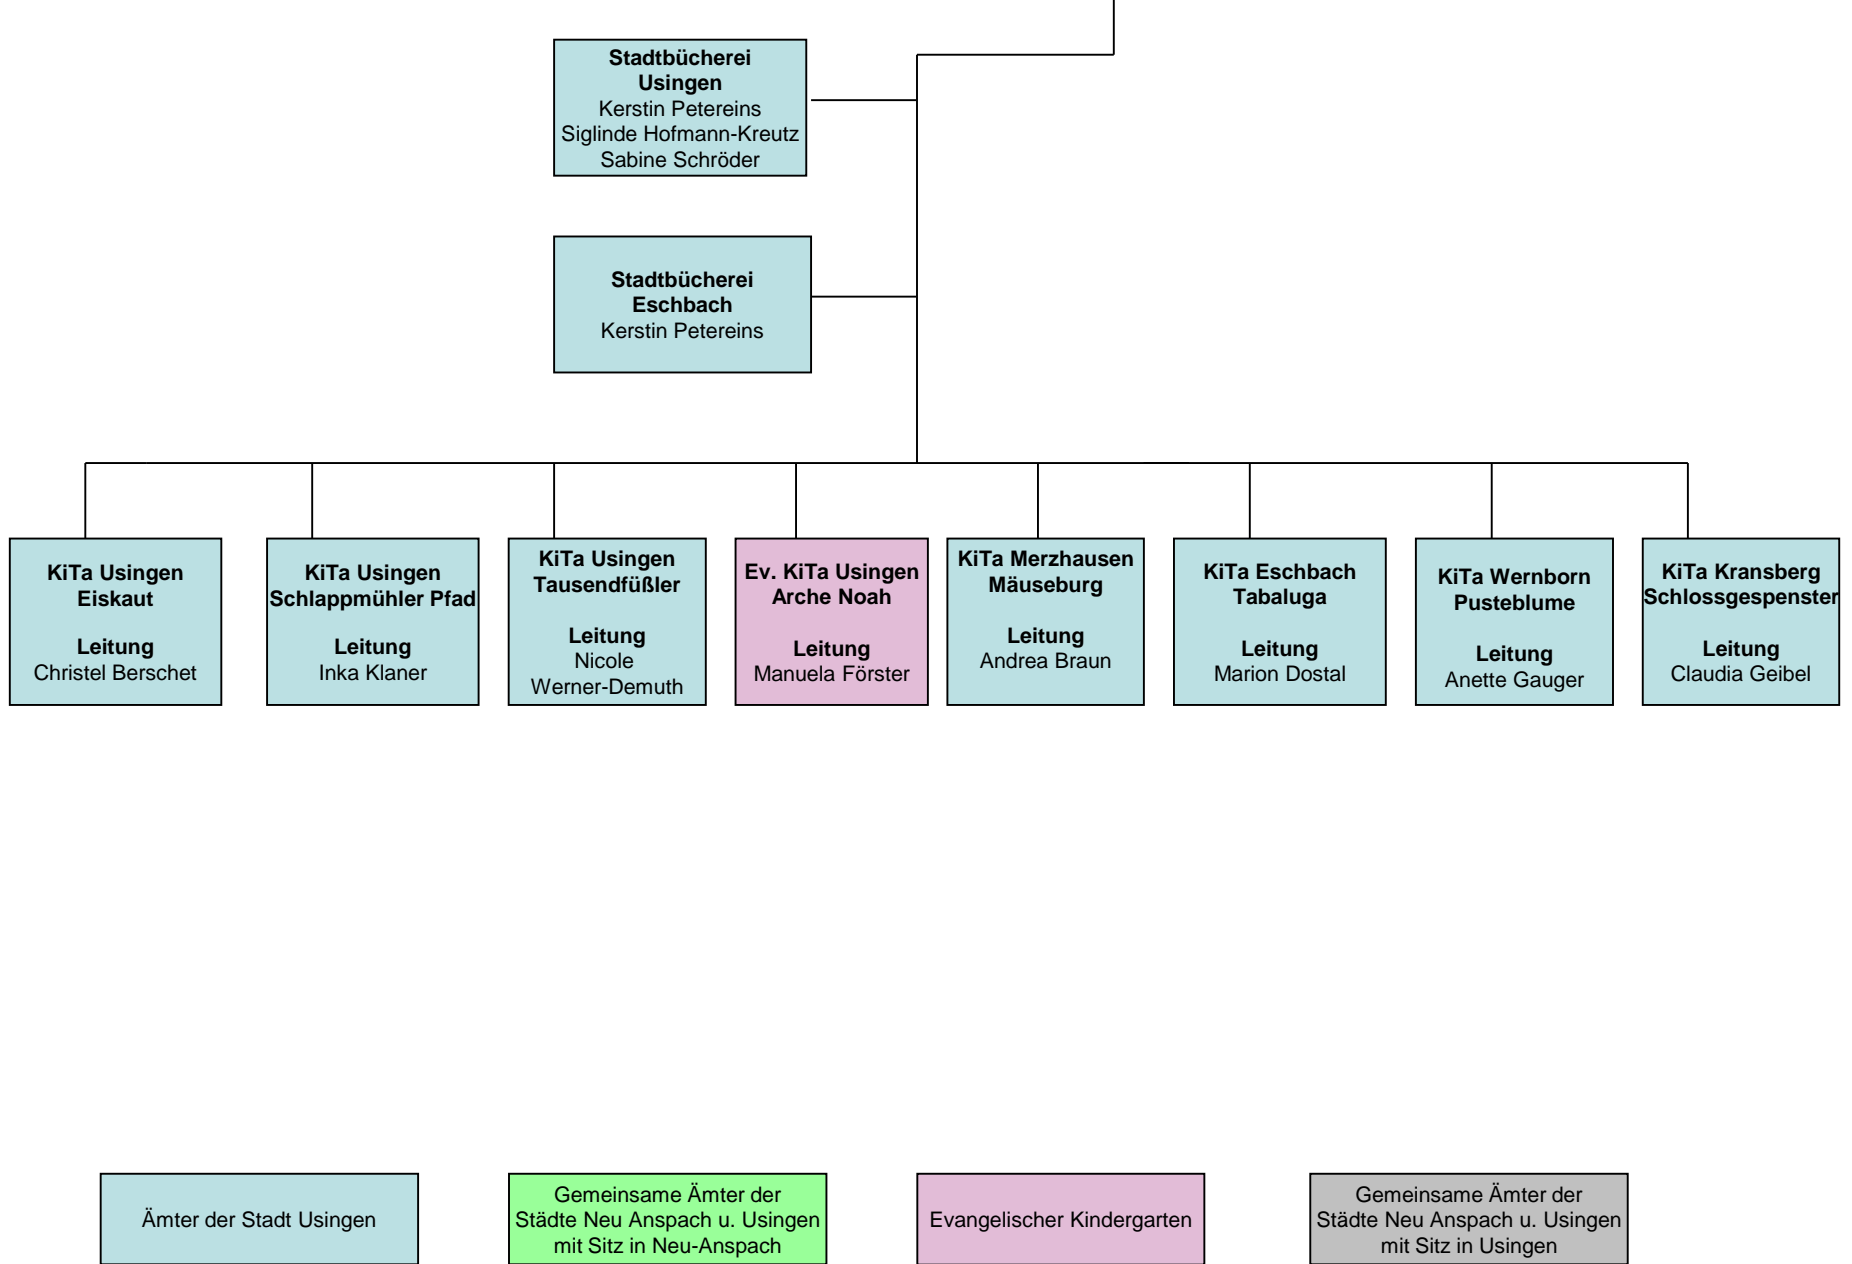 Stadtbücherei
Usingen
Kerstin Petereins
Siglinde Hofmann-Kreutz
Sabine Schröder
Stadtbücherei
Eschbach
Kerstin Petereins
KiTa Usingen
Eiskaut
Leitung
Christel Berschet
KiTa Usingen
Schlappmühler Pfad
Leitung
Inka Klaner
KiTa Usingen
Tausendfüßler
Leitung
Nicole
Werner-Demuth
Ev. KiTa Usingen
Arche Noah
Leitung
Manuela Förster
KiTa Merzhausen
Mäuseburg
Leitung
Andrea Braun
KiTa Eschbach
Tabaluga
Leitung
Marion Dostal
KiTa Wernborn
Pusteblume
Leitung
Anette Gauger
KiTa Kransberg
Schlossgespenster
Leitung
Claudia Geibel
Ämter der Stadt Usingen
Gemeinsame Ämter der
Städte Neu Anspach u. Usingen
mit Sitz in Neu-Anspach
Evangelischer Kindergarten
Gemeinsame Ämter der
Städte Neu Anspach u. Usingen
mit Sitz in Usingen